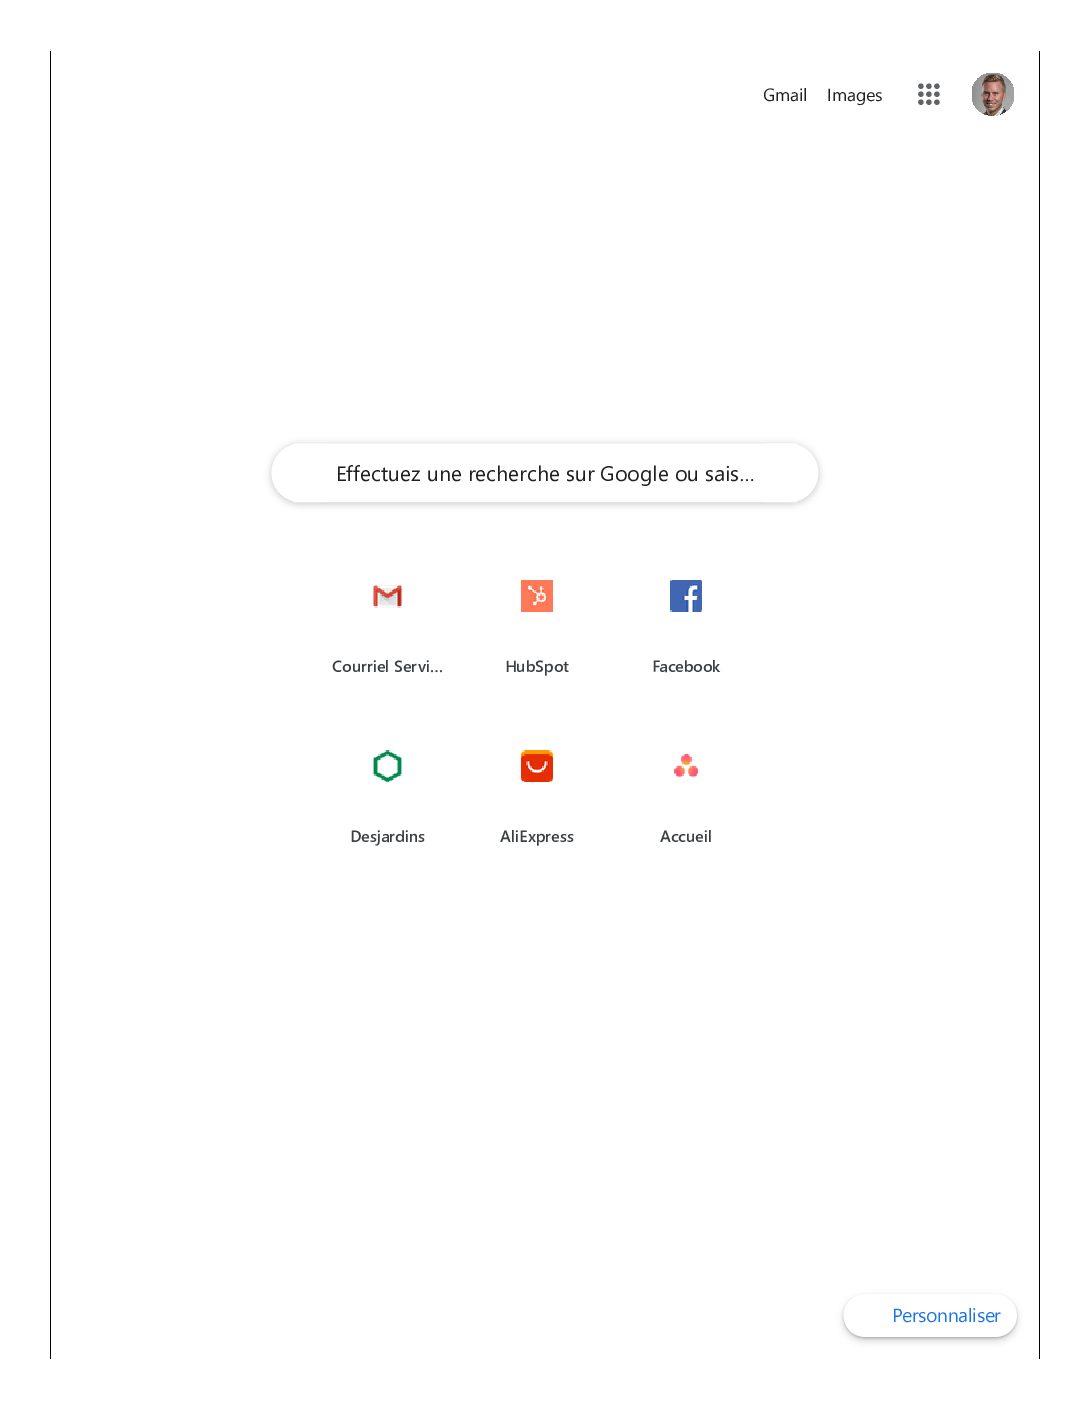 Gmail Images
Effectuez une recherche sur Google ou sais...
Courriel Servi... HubSpot Facebook
Desjardins AliExpress Accueil
Personnaliser